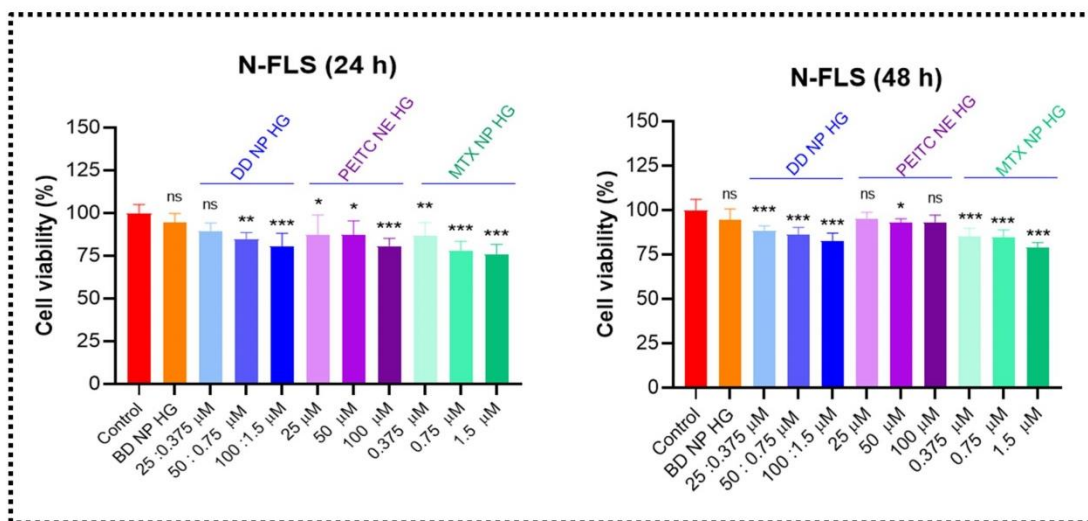 N-FLS (24 h)
DD NP HG
PEITC NE HG
MTX NP HG
Cell viability (%)
150
100
75
50
25
0
ns
ns
**
***
*
*
***
**
***
***
Control
BD NP HG
25 :0.375 µM
50 : 0.75 µM
100 :1.5 µM
25 µM
50 µM
100 µM
0.375 µM
0.75 µM
1.5 µM
N-FLS (48 h)
DD NP HG
PEITC NE HG
MTX NP HG
Cell viability (%)
150
100
75
50
25
0
ns
***
***
***
ns
*
ns
***
***
***
Control
BD NP HG
25 :0.375 µM
50 : 0.75 µM
100 :1.5 µM
25 µM
50 µM
100 µM
0.375 µM
0.75 µM
1.5 µM